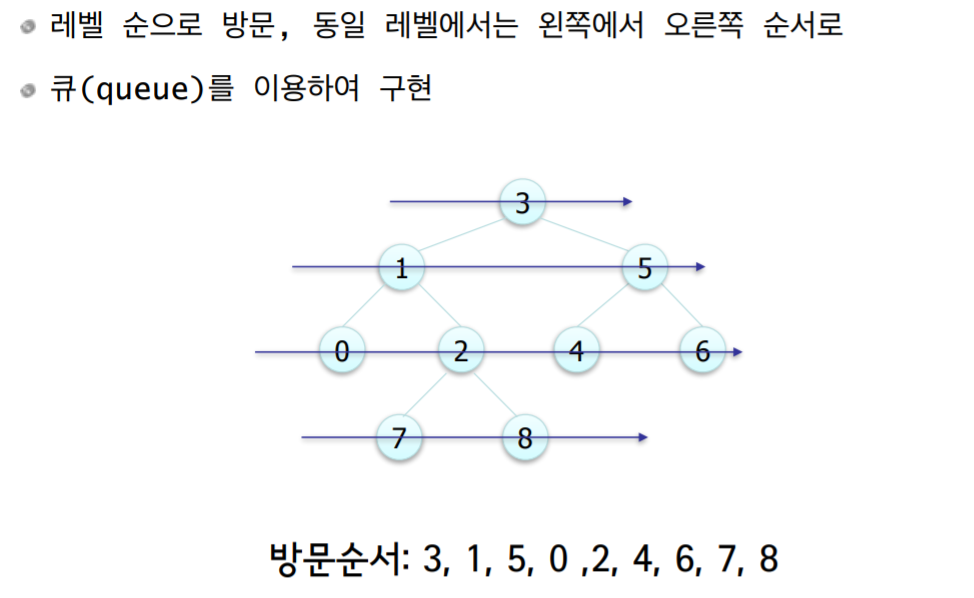 레벨 순으로 방문, 동일 레벨에서는 왼쪽에서 오른쪽 순서로
큐(queue)를 이용하여 구현
3
1 5
0 2 4 6
7 8
방문순서: 3, 1, 5, 0 ,2, 4, 6, 7, 8